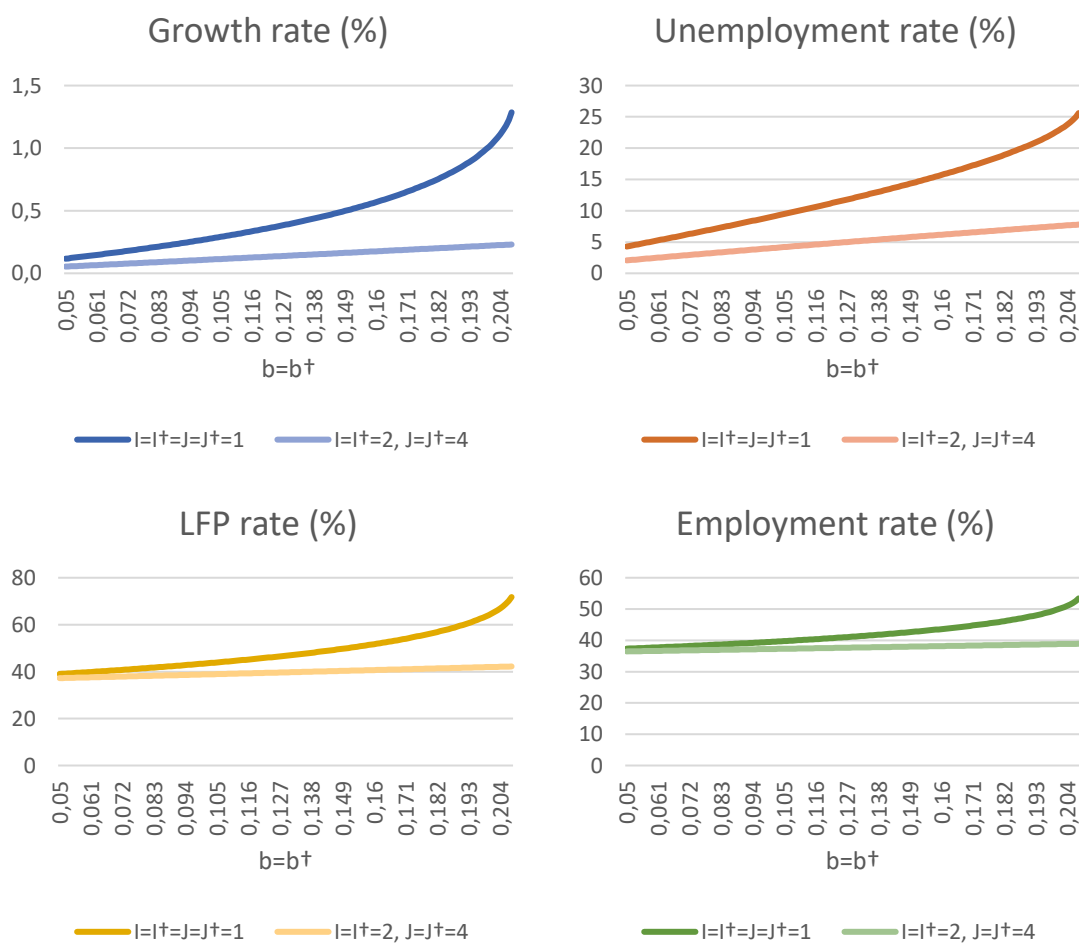 Growth rate (%)
1,5
1,0
0,5
0,0
0,05 0,061 0,072 0,083 0,094 0,105 0,116 0,127 0,138 0,149 0,16 0,171 0,182 0,193 0,204
b=b†
I=I†=J=J†=1 I=I†=2, J=J†=4
Unemployment rate (%)
30
25
20
15
10
5
0
0,05 0,061 0,072 0,083 0,094 0,105 0,116 0,127 0,138 0,149 0,16 0,171 0,182 0,193 0,204
b=b†
I=I†=J=J†=1 I=I†=2, J=J†=4
LFP rate (%)
80
60
40
20
0
0,05 0,061 0,072 0,083 0,094 0,105 0,116 0,127 0,138 0,149 0,16 0,171 0,182 0,193 0,204
b=b†
I=I†=J=J†=1 I=I†=2, J=J†=4
Employment rate (%)
60
50
40
30
20
10
0
0,05 0,061 0,072 0,083 0,094 0,105 0,116 0,127 0,138 0,149 0,16 0,171 0,182 0,193 0,204
b=b†
I=I†=J=J†=1 I=I†=2, J=J†=4